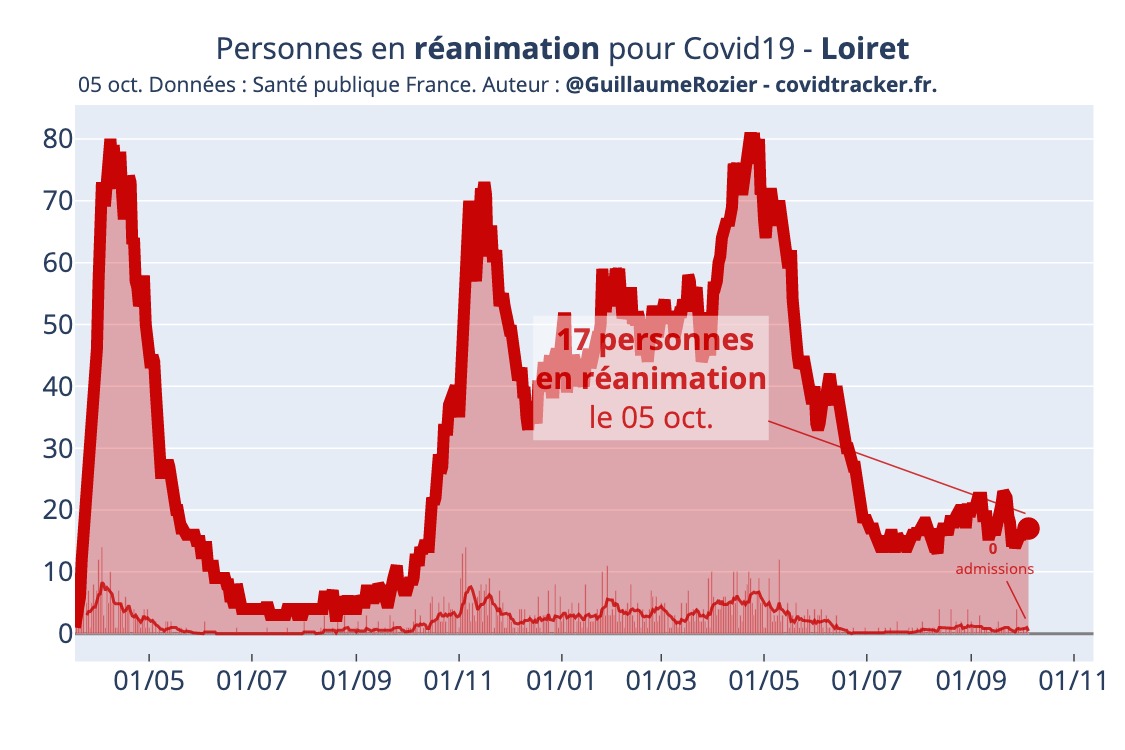 Personnes en réanimation pour Covid19 - Loiret
05 oct. Données : Santé publique France. Auteur : @GuillaumeRozier - covidtracker.fr.
80
70
60
50
40
30
20
10
0
17 personnes
en réanimation
le 05 oct.
0
admissions
01/05 01/07 01/09 01/11 01/01 01/03 01/05 01/07 01/09 01/11